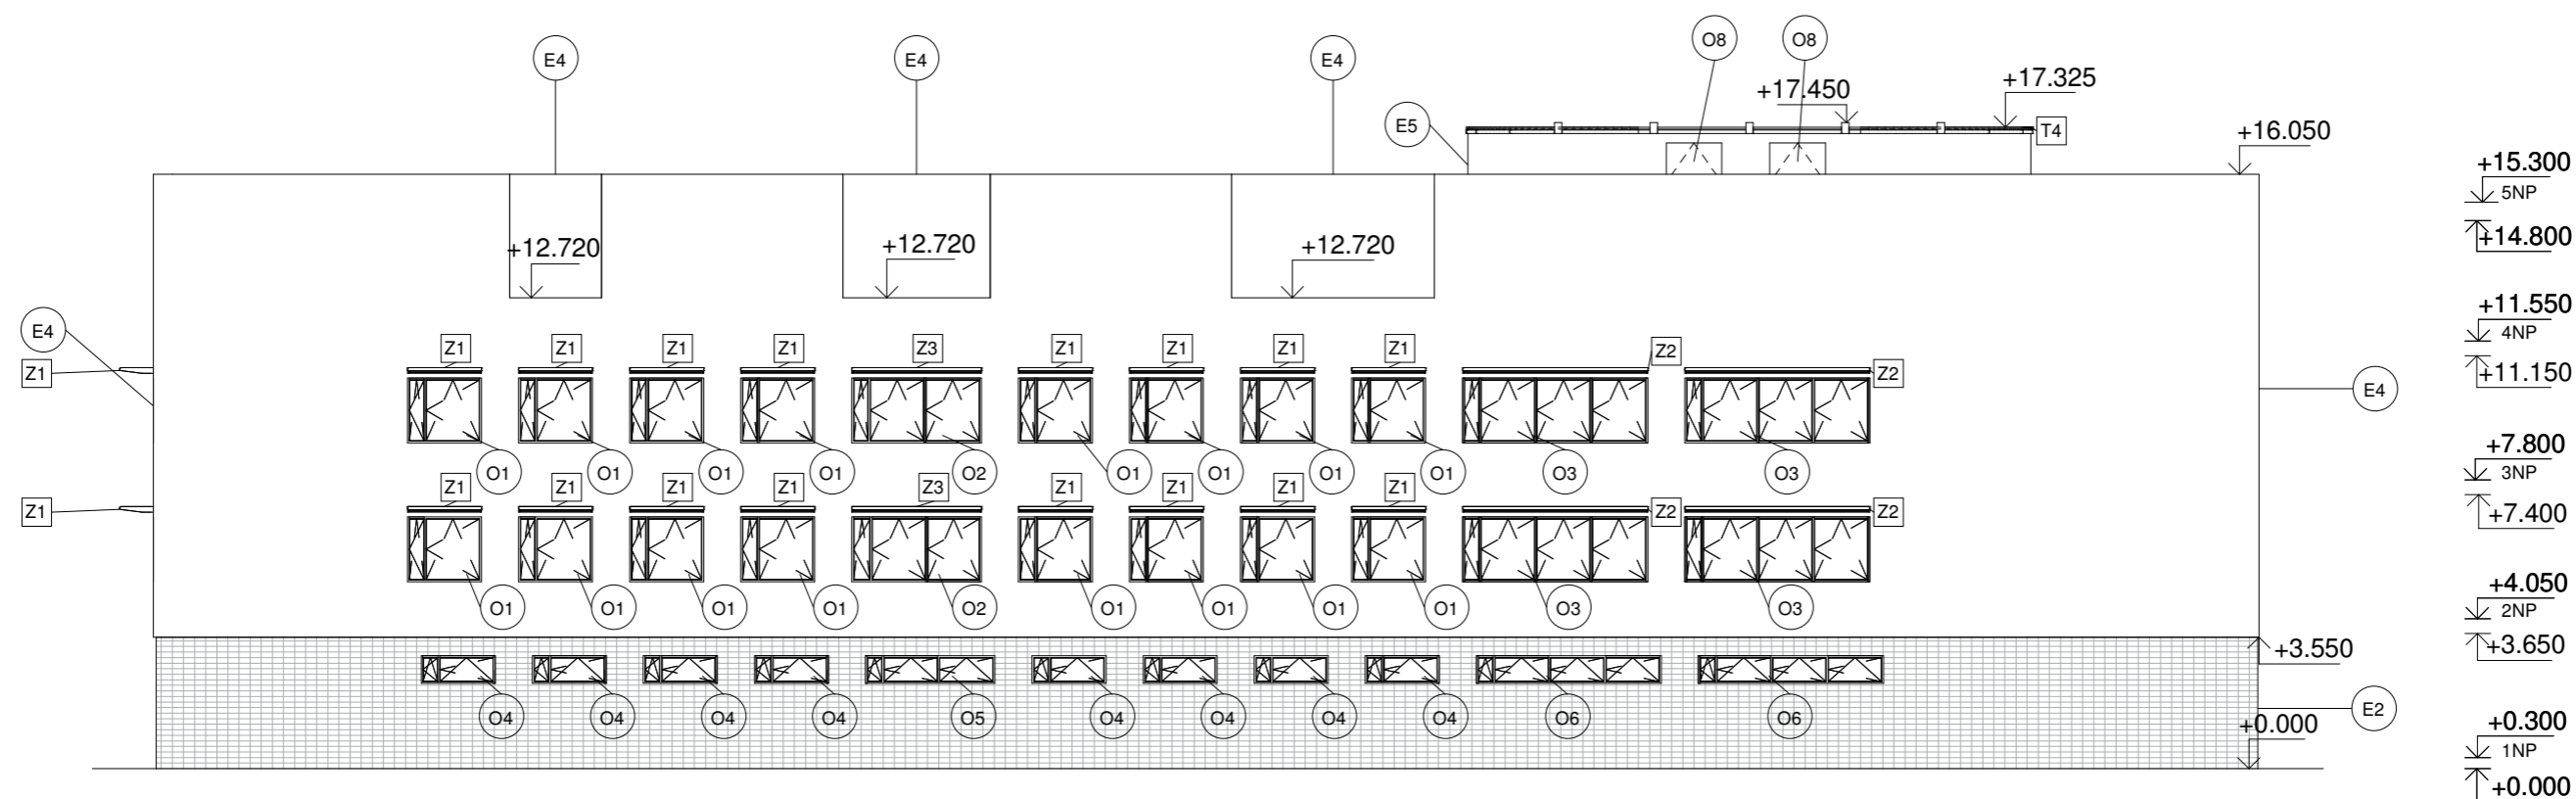 O8 O8
E4 E4 E4
+17.325
+17.450
E5 T4
+16.050
+15.300
5NP
+14.800
+12.720 +12.720 +12.720
+11.550
4NP
E4
Z1 Z1 Z1 Z1 Z3 Z1 Z1 Z1 Z1 Z2
Z1 Z2 +11.150
E4
+7.800
O1 O1 O1 O1 O2 O1 O1 O1 O1 O3 O3 3NP
Z1 Z1 Z1 Z1 Z3 Z1 Z1 Z1 Z1
Z1 Z2 Z2 +7.400
+4.050
O1 O1 O1 O1 O2 O1 O1 O1 O1 O3 O3 2NP
+3.550 +3.650
E2
O4 O4 O4 O4 O5 O4 O4 O4 O4 O6 O6
+0.000 +0.300
1NP
+0.000